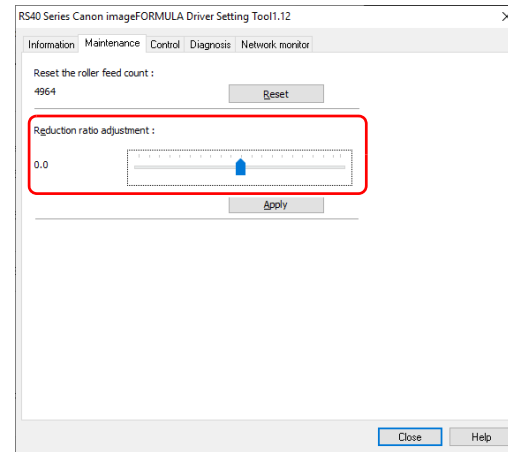 RS40 Series Canon imageFORMULA Driver Setting Tool1.12
Information Maintenance Control Diagnosis Network monitor
Reset the roller feed count :
4964 Reset
Reduction ratio adjustment :
0.0
Apply
Close Help